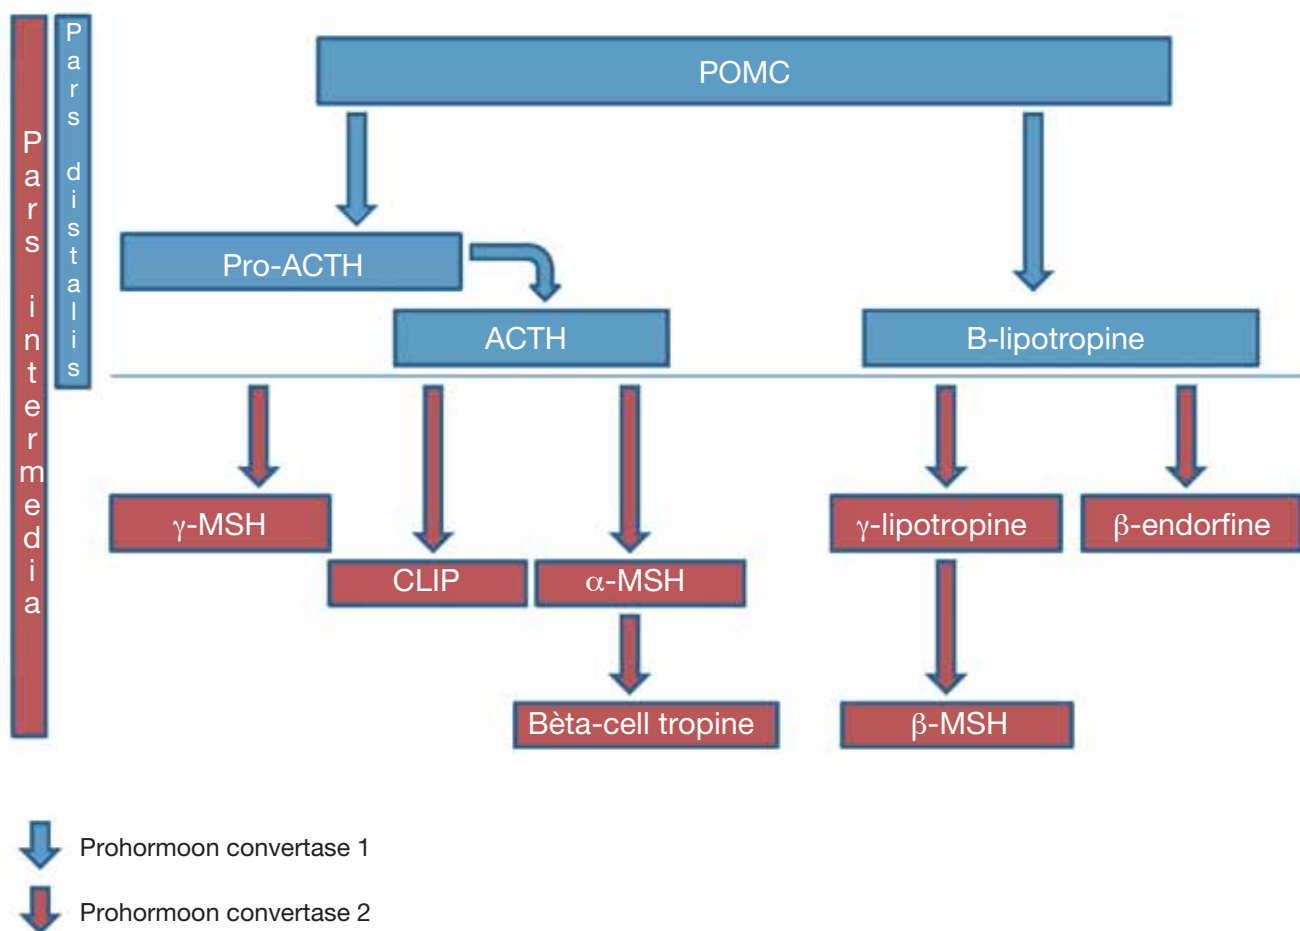 Pars intermedia
Pars distalis
POMC
Pro-ACTH
ACTH
B-lipotropine
γ-MSH
CLIP
α-MSH
γ-lipotropine
β-endorfine
Bèta-cell tropine
β-MSH
Prohormoon convertase 1
Prohormoon convertase 2